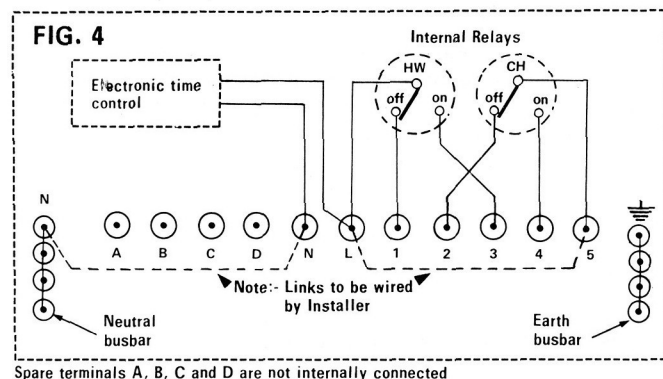 FIG. 4
Internal Relays
HW
CH
Electronic time
control
off
on
off
on
N
A
B
C
D
N
L
1
2
3
4
5
Note:- Links to be wired
by Installer
Neutral
busbar
Earth
busbar
Spare terminals A, B, C and D are not internally connected